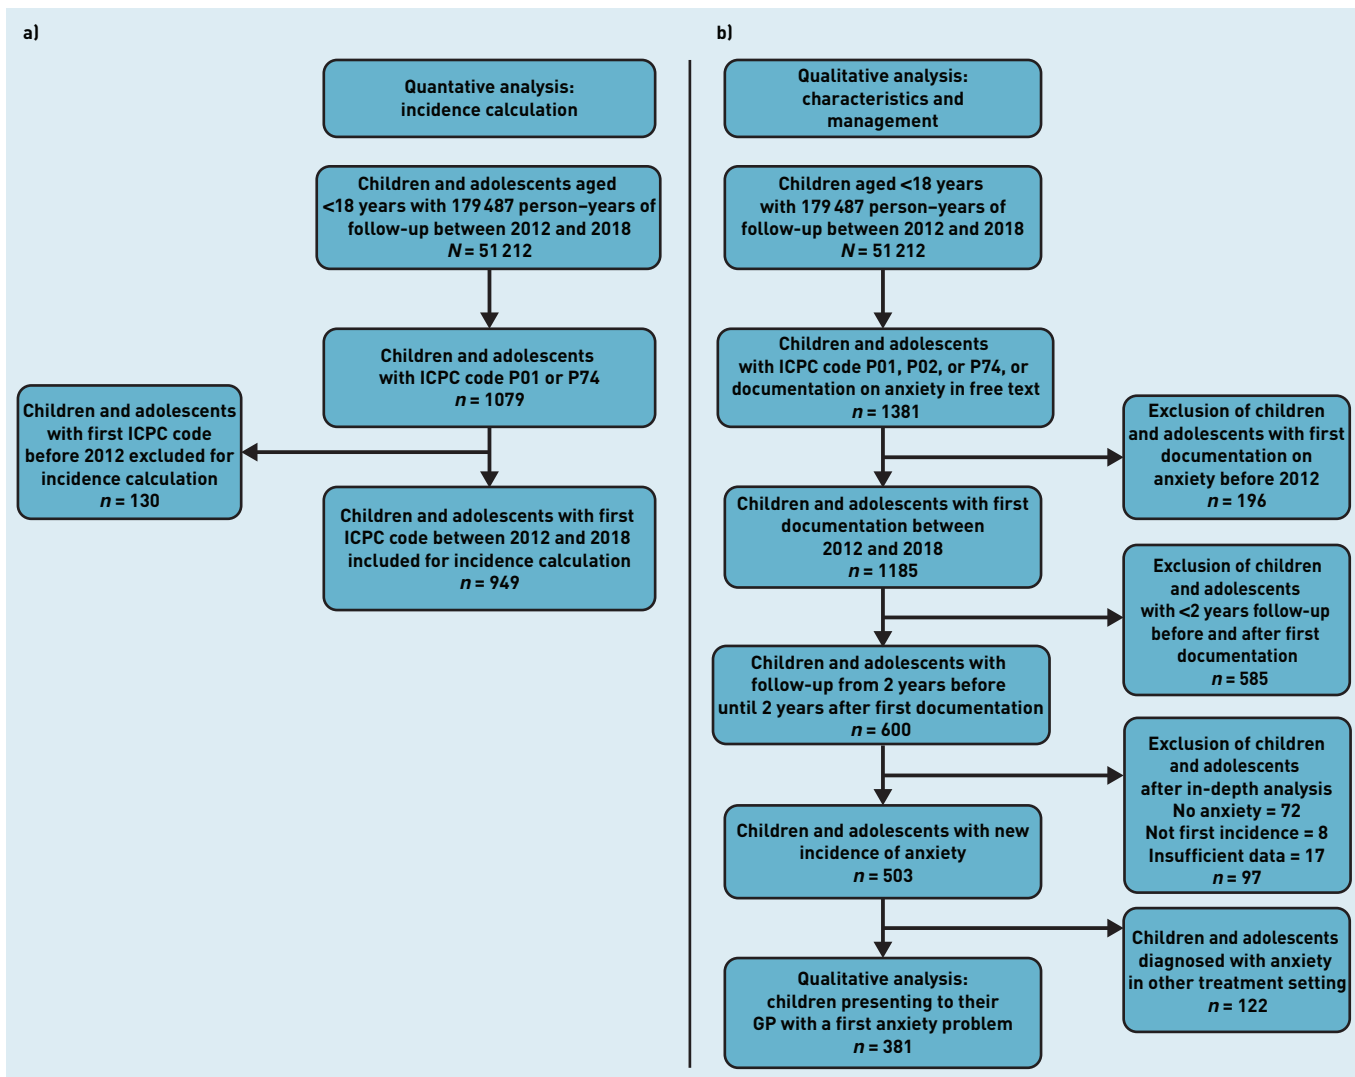 a)
Quantative analysis:
incidence calculation
Children and adolescents aged
<18 years with 179 487 person–years of
follow-up between 2012 and 2018
N = 51 212
Children and adolescents
with ICPC code P01 or P74
n = 1079
Children and adolescents
with first ICPC code
before 2012 excluded for
incidence calculation
n = 130
Children and adolescents with first
ICPC code between 2012 and 2018
included for incidence calculation
n = 949
b)
Qualitative analysis:
characteristics and
management
Children aged <18 years
with 179 487 person–years of
follow-up between 2012 and 2018
N = 51 212
Children and adolescents
with ICPC code P01, P02, or P74, or
documentation on anxiety in free text
n = 1381
Exclusion of children
and adolescents with first
documentation on
anxiety before 2012
n = 196
Children and adolescents with first
documentation between
2012 and 2018
n = 1185
Exclusion of children
and adolescents
with <2 years follow-up
before and after first
documentation
n = 585
Children and adolescents with
follow-up from 2 years before
until 2 years after first documentation
n = 600
Exclusion of children
and adolescents
after in-depth analysis
No anxiety = 72
Not first incidence = 8
Insufficient data = 17
n = 97
Children and adolescents with new
incidence of anxiety
n = 503
Children and adolescents
diagnosed with anxiety
in other treatment setting
n = 122
Qualitative analysis:
children presenting to their
GP with a first anxiety problem
n = 381